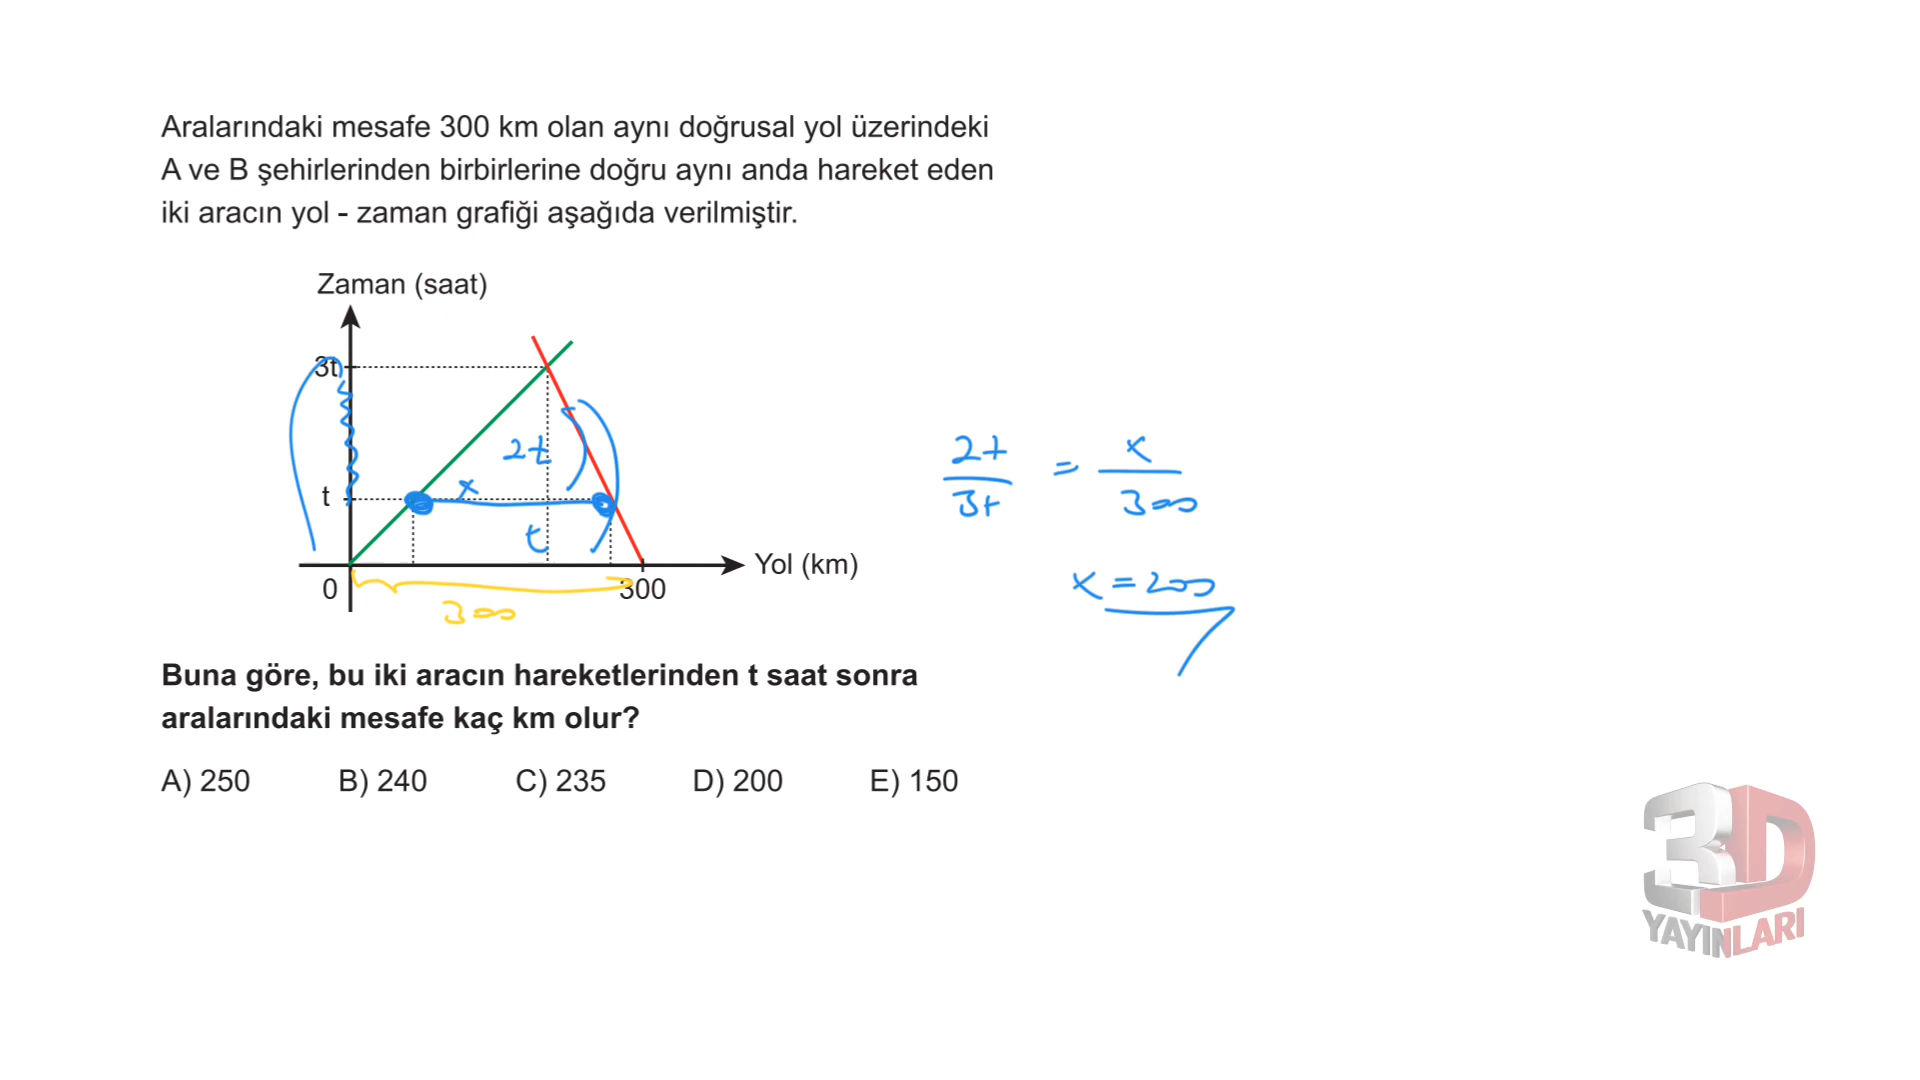 Aralarındaki mesafe 300 km olan aynı doğrusal yol üzerindeki
A ve B şehirlerinden birbirlerine doğru aynı anda hareket eden
iki aracın yol - zaman grafiği aşağıda verilmiştir.
Zaman (saat)
3t
2t
t
x
t
0
300
Yol (km)
300
2t/3t = x/300
x = 200
Buna göre, bu iki aracın hareketlerinden t saat sonra
aralarındaki mesafe kaç km olur?
A) 250 B) 240 C) 235 D) 200 E) 150
3D
YAYINLARI